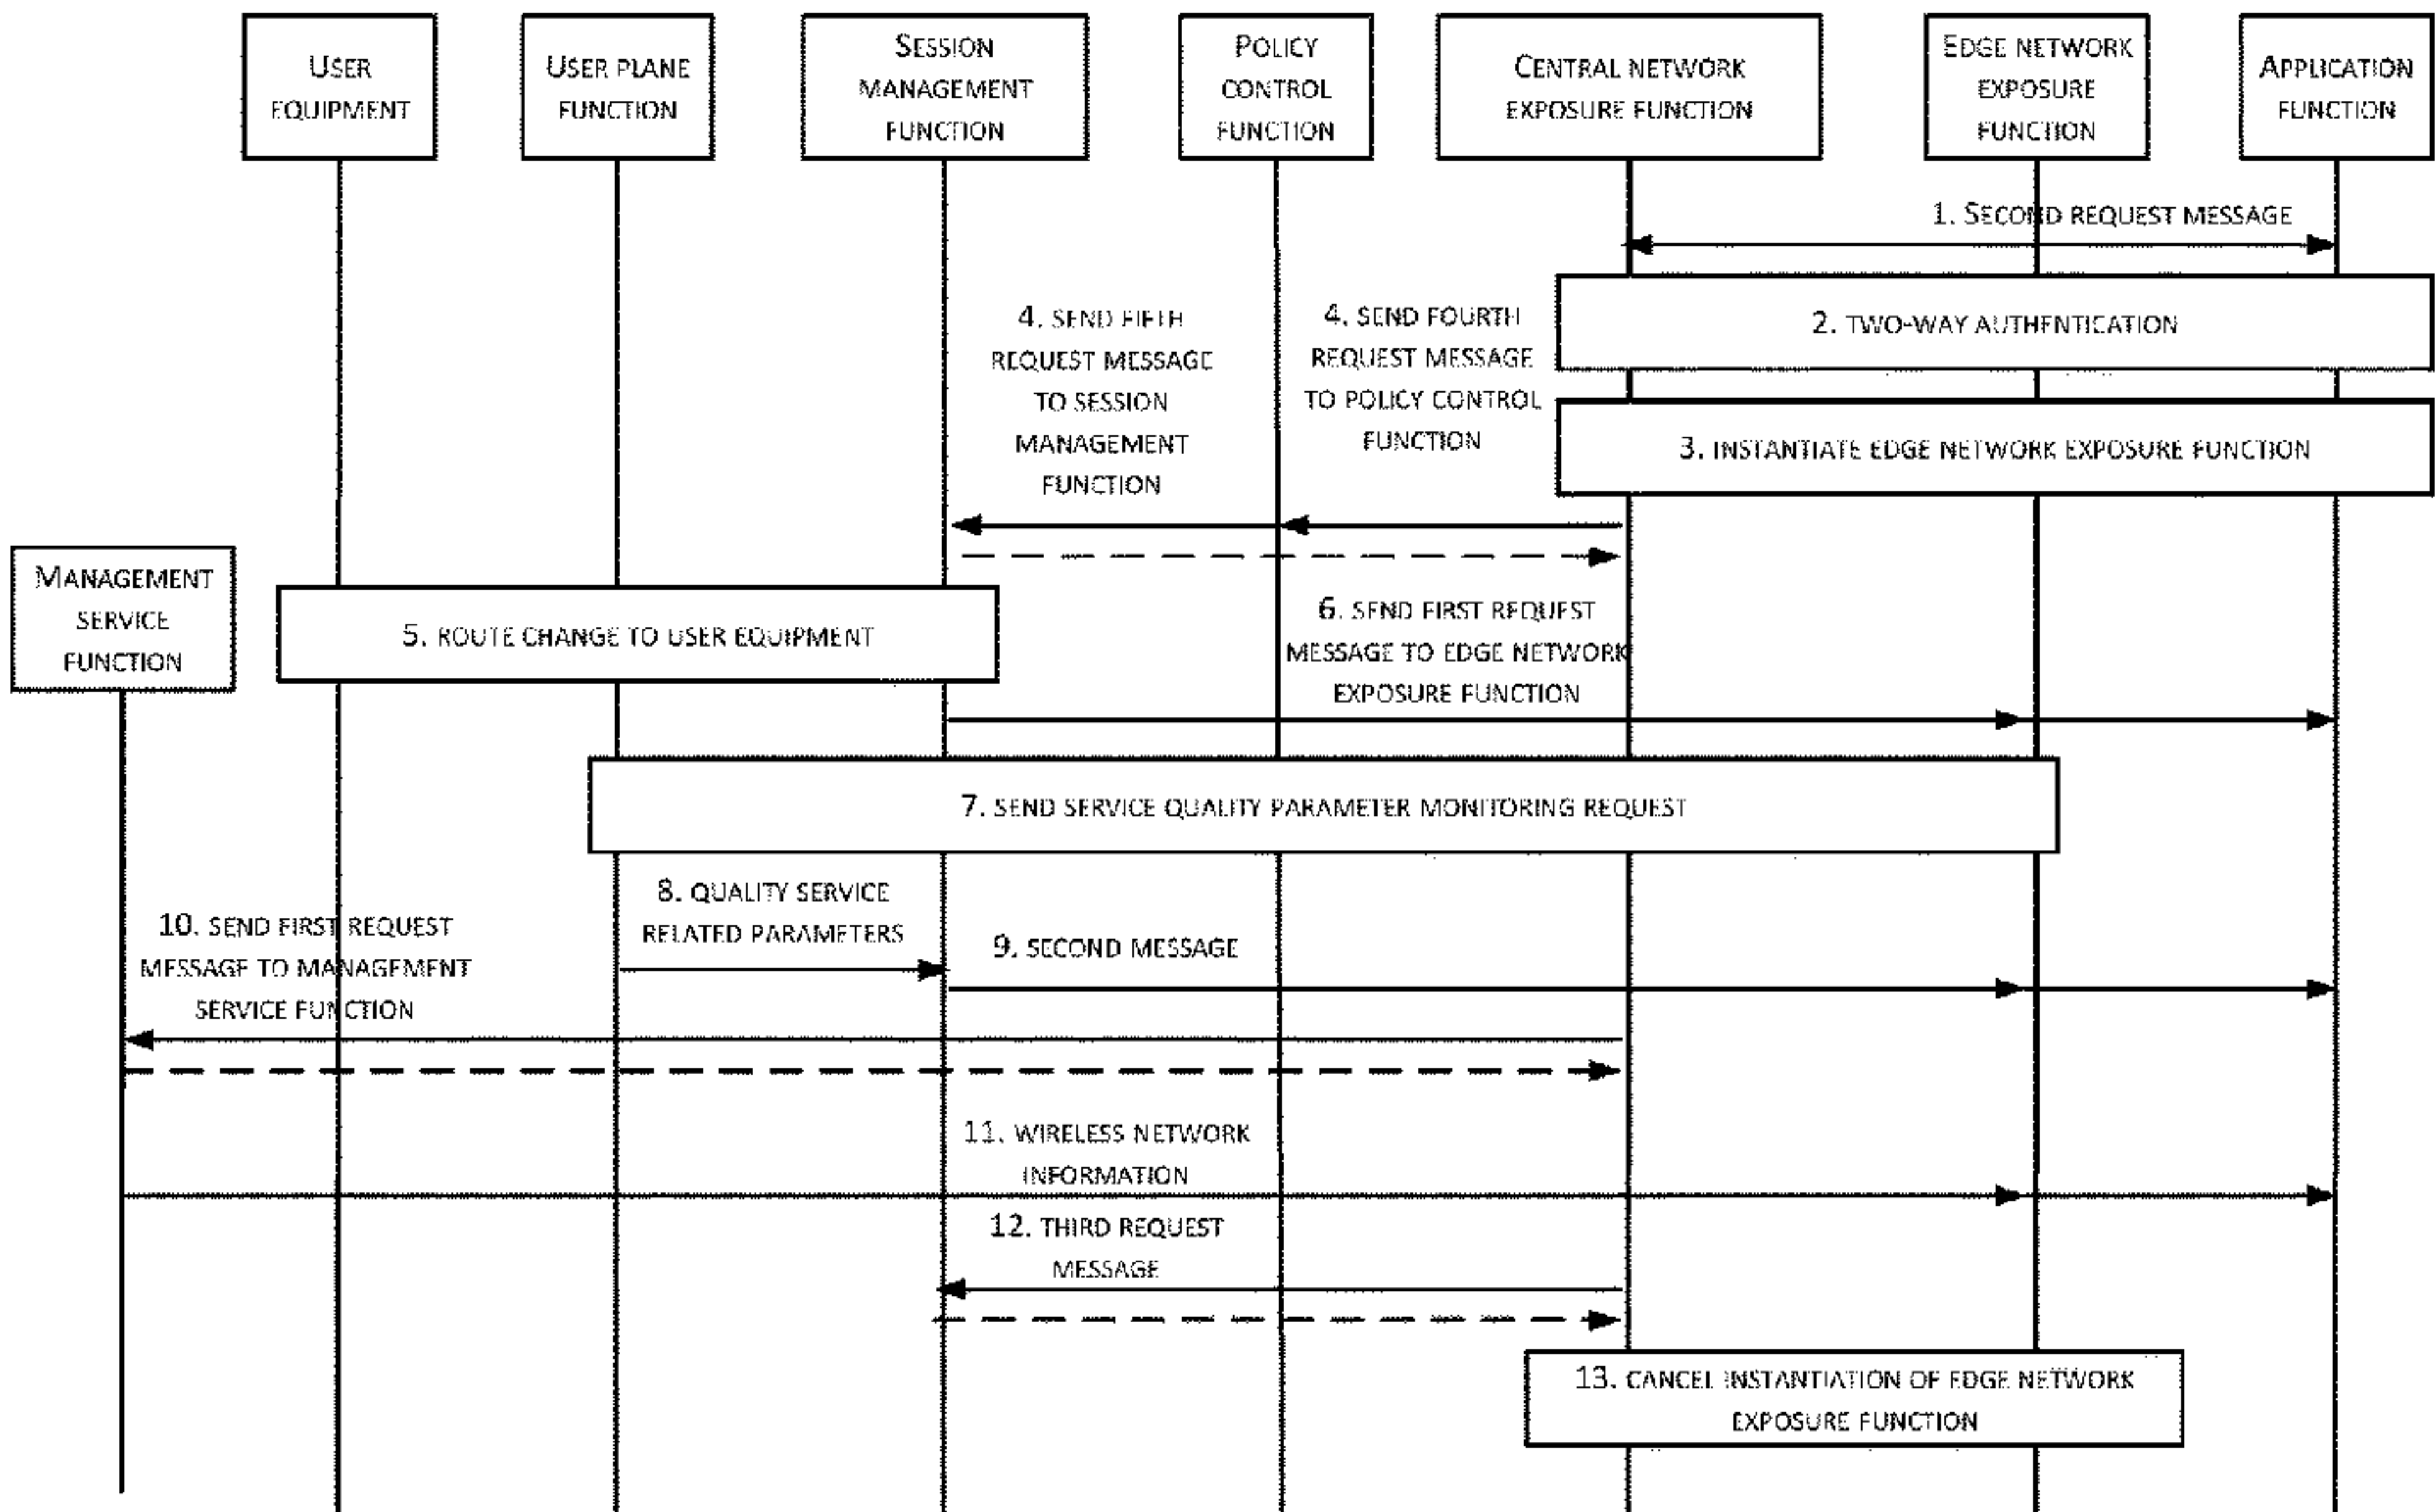 USER
EQUIPMENT
USER PLANE
FUNCTION
SESSION
MANAGEMENT
FUNCTION
POLICY
CONTROL
FUNCTION
CENTRAL NETWORK
EXPOSURE FUNCTION
EDGE NETWORK
EXPOSURE
FUNCTION
APPLICATION
FUNCTION
1. SECOND REQUEST MESSAGE
2. TWO-WAY AUTHENTICATION
4. SEND FIFTH
REQUEST MESSAGE
TO SESSION
MANAGEMENT
FUNCTION
4. SEND FOURTH
REQUEST MESSAGE
TO POLICY CONTROL
FUNCTION
3. INSTANTIATE EDGE NETWORK EXPOSURE FUNCTION
MANAGEMENT
SERVICE
FUNCTION
5. ROUTE CHANGE TO USER EQUIPMENT
6. SEND FIRST REQUEST
MESSAGE TO EDGE NETWORK
EXPOSURE FUNCTION
7. SEND SERVICE QUALITY PARAMETER MONITORING REQUEST
8. QUALITY SERVICE
RELATED PARAMETERS
9. SECOND MESSAGE
10. SEND FIRST REQUEST
MESSAGE TO MANAGEMENT
SERVICE FUNCTION
11. WIRELESS NETWORK
INFORMATION
12. THIRD REQUEST
MESSAGE
13. CANCEL INSTANTIATION OF EDGE NETWORK
EXPOSURE FUNCTION